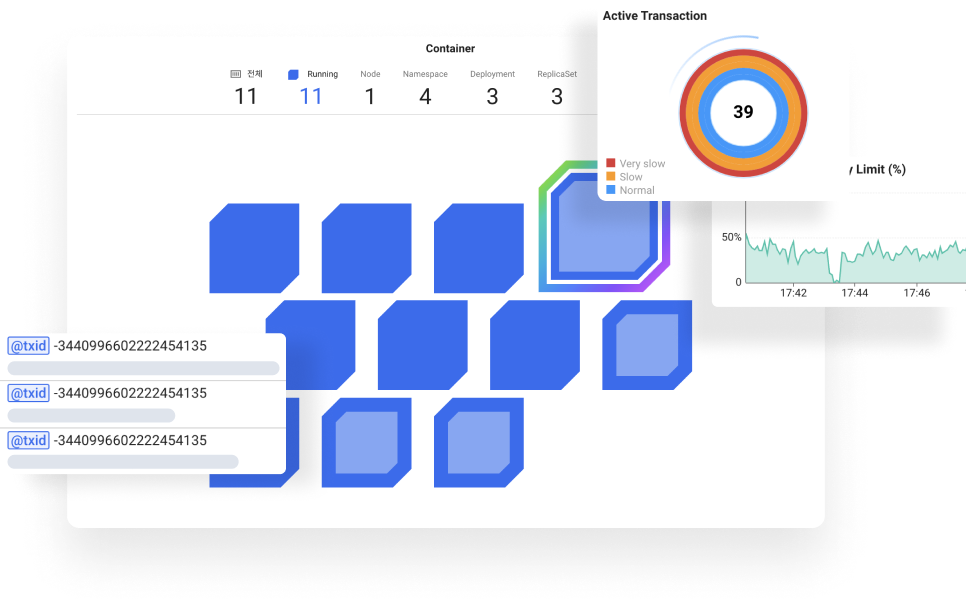 Active Transaction
39
Very slow
Slow
Normal
Container
전체 Running Node Namespace Deployment ReplicaSet
11 11 1 4 3 3
Limit (%)
50%
0
17:42 17:44 17:46
@txid -3440996602222454135
@txid -3440996602222454135
@txid -3440996602222454135